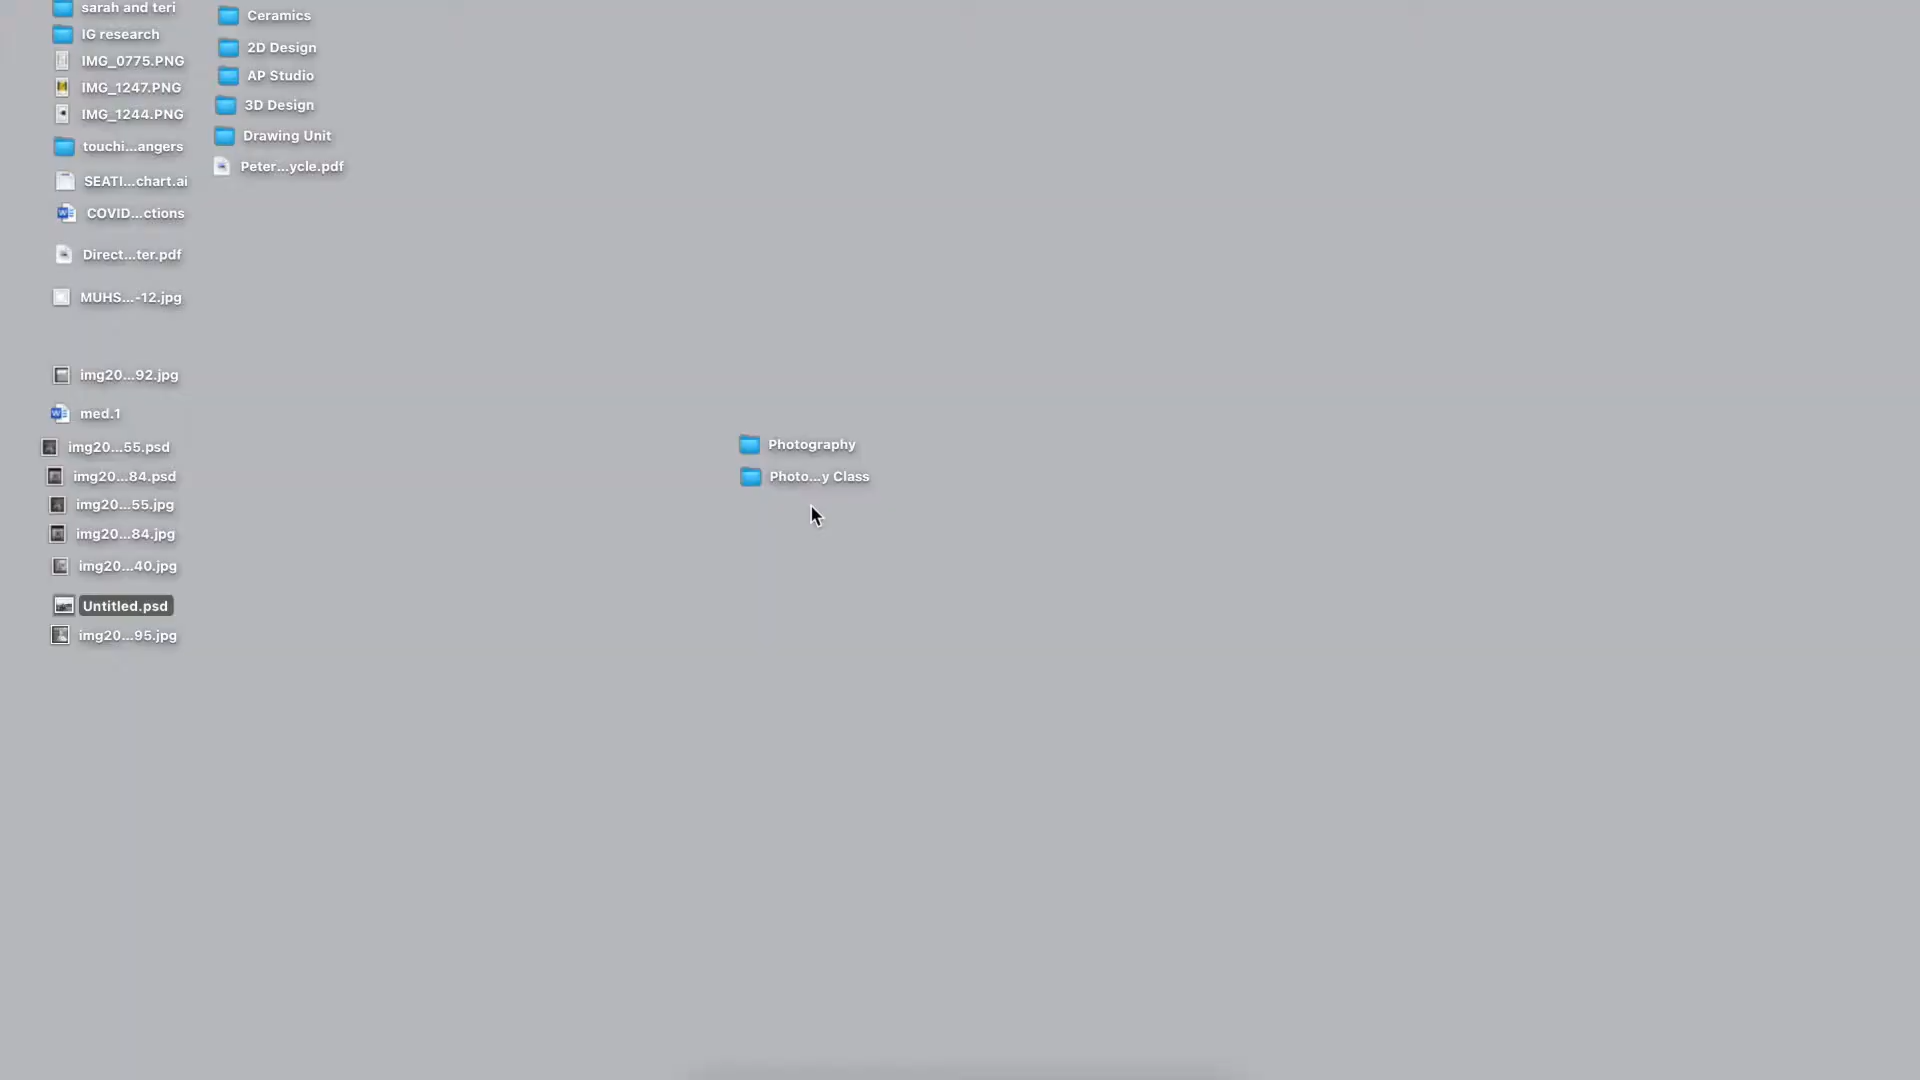 sarah and teri
IG research
IMG_0775.PNG
IMG_1247.PNG
IMG_1244.PNG
touchi...angers
SEATI...chart.ai
COVID...ctions
Direct...ter.pdf
MUHS...-12.jpg
img20...92.jpg
med.1
img20...55.psd
img20...84.psd
img20...55.jpg
img20...84.jpg
img20...40.jpg
Untitled.psd
img20...95.jpg
Ceramics
2D Design
AP Studio
3D Design
Drawing Unit
Peter...ycle.pdf
Photography
Photo...y Class